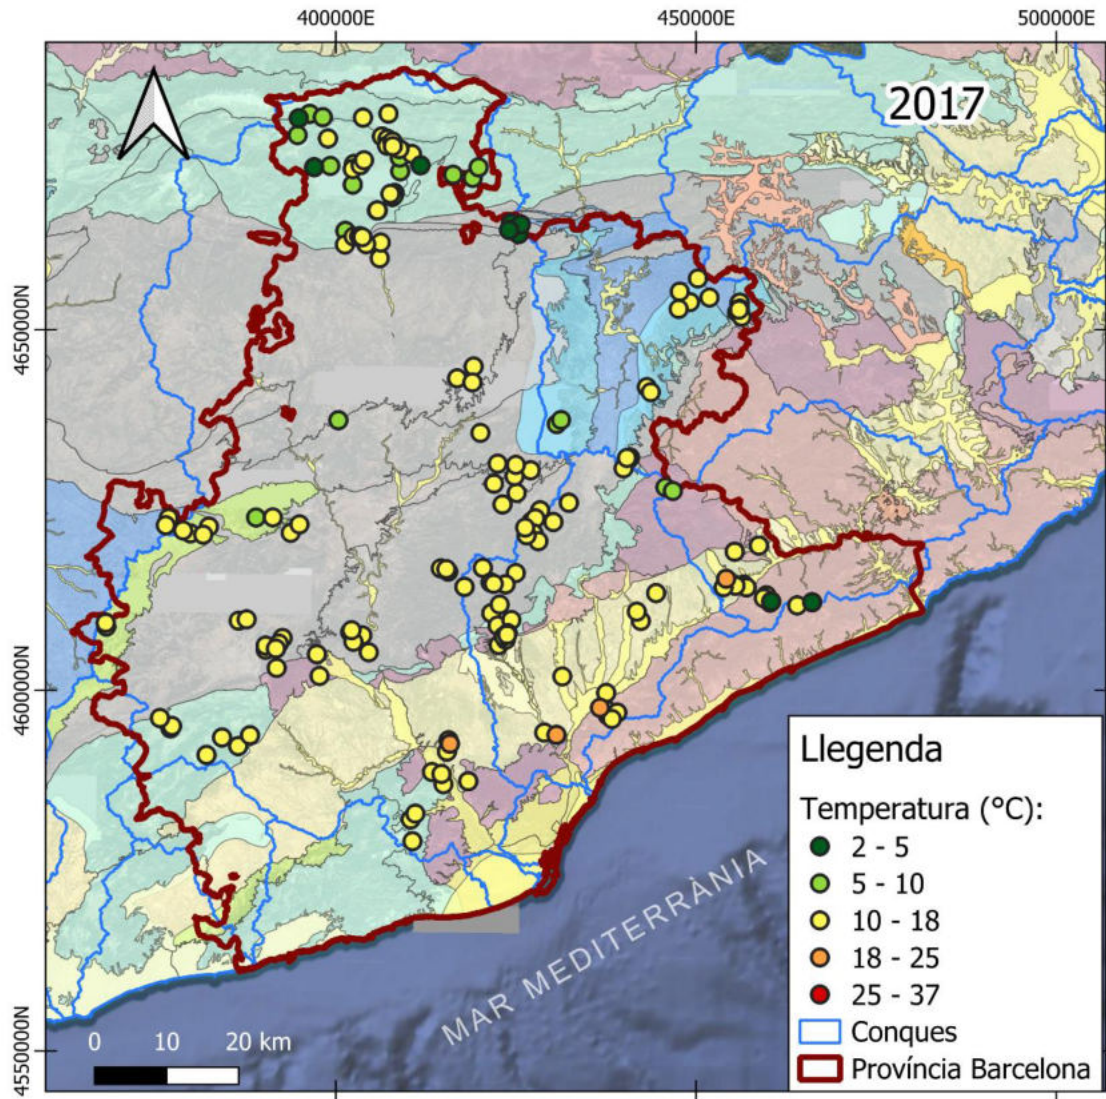 400000E
450000E
500000E
2017
4650000N
4600000N
4550000N
MAR MEDITERRÀNIA
0 10 20 km
Llegenda
Temperatura (°C):
2 - 5
5 - 10
10 - 18
18 - 25
25 - 37
Conques
Província Barcelona